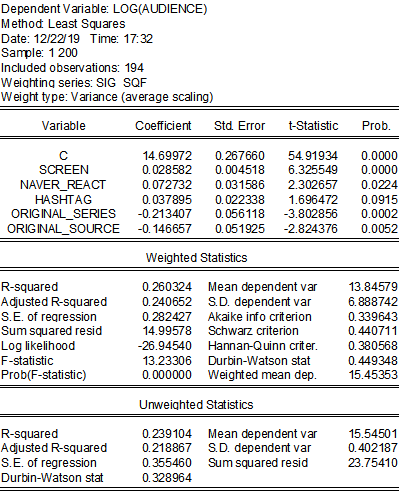 Dependent Variable: LOG(AUDIENCE)
Method: Least Squares
Date: 12/22/19 Time: 17:32
Sample: 1 200
Included observations: 194
Weighting series: SIG_SQF
Weight type: Variance (average scaling)
Variable Coefficient Std. Error t-Statistic Prob.
C 14.69972 0.267660 54.91934 0.0000
SCREEN 0.028582 0.004518 6.325549 0.0000
NAVER_REACT 0.072732 0.031586 2.302657 0.0224
HASHTAG 0.037895 0.022338 1.696472 0.0915
ORIGINAL_SERIES -0.213407 0.056118 -3.802856 0.0002
ORIGINAL_SOURCE -0.146657 0.051925 -2.824376 0.0052
Weighted Statistics
R-squared 0.260324 Mean dependent var 13.84579
Adjusted R-squared 0.240652 S.D. dependent var 6.888742
S.E. of regression 0.282427 Akaike info criterion 0.339643
Sum squared resid 14.99578 Schwarz criterion 0.440711
Log likelihood -26.94540 Hannan-Quinn criter. 0.380568
F-statistic 13.23306 Durbin-Watson stat 0.449348
Prob(F-statistic) 0.000000 Weighted mean dep. 15.45353
Unweighted Statistics
R-squared 0.239104 Mean dependent var 15.54501
Adjusted R-squared 0.218867 S.D. dependent var 0.402187
S.E. of regression 0.355460 Sum squared resid 23.75410
Durbin-Watson stat 0.328964